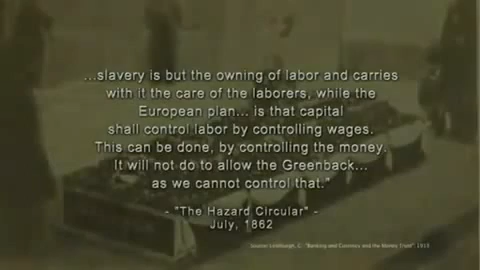 ...slavery is but the owning of labor and carries
with it the care of the laborers, while the
European plan... is that capital
shall control labor by controlling wages.
This can be done, by controlling the money.
It will not do to allow the Greenback...
as we cannot control that."
- "The Hazard Circular" -
July, 1862
Source: Lindburgh, C. "Banking and Currency and the Money Trust"; 1913